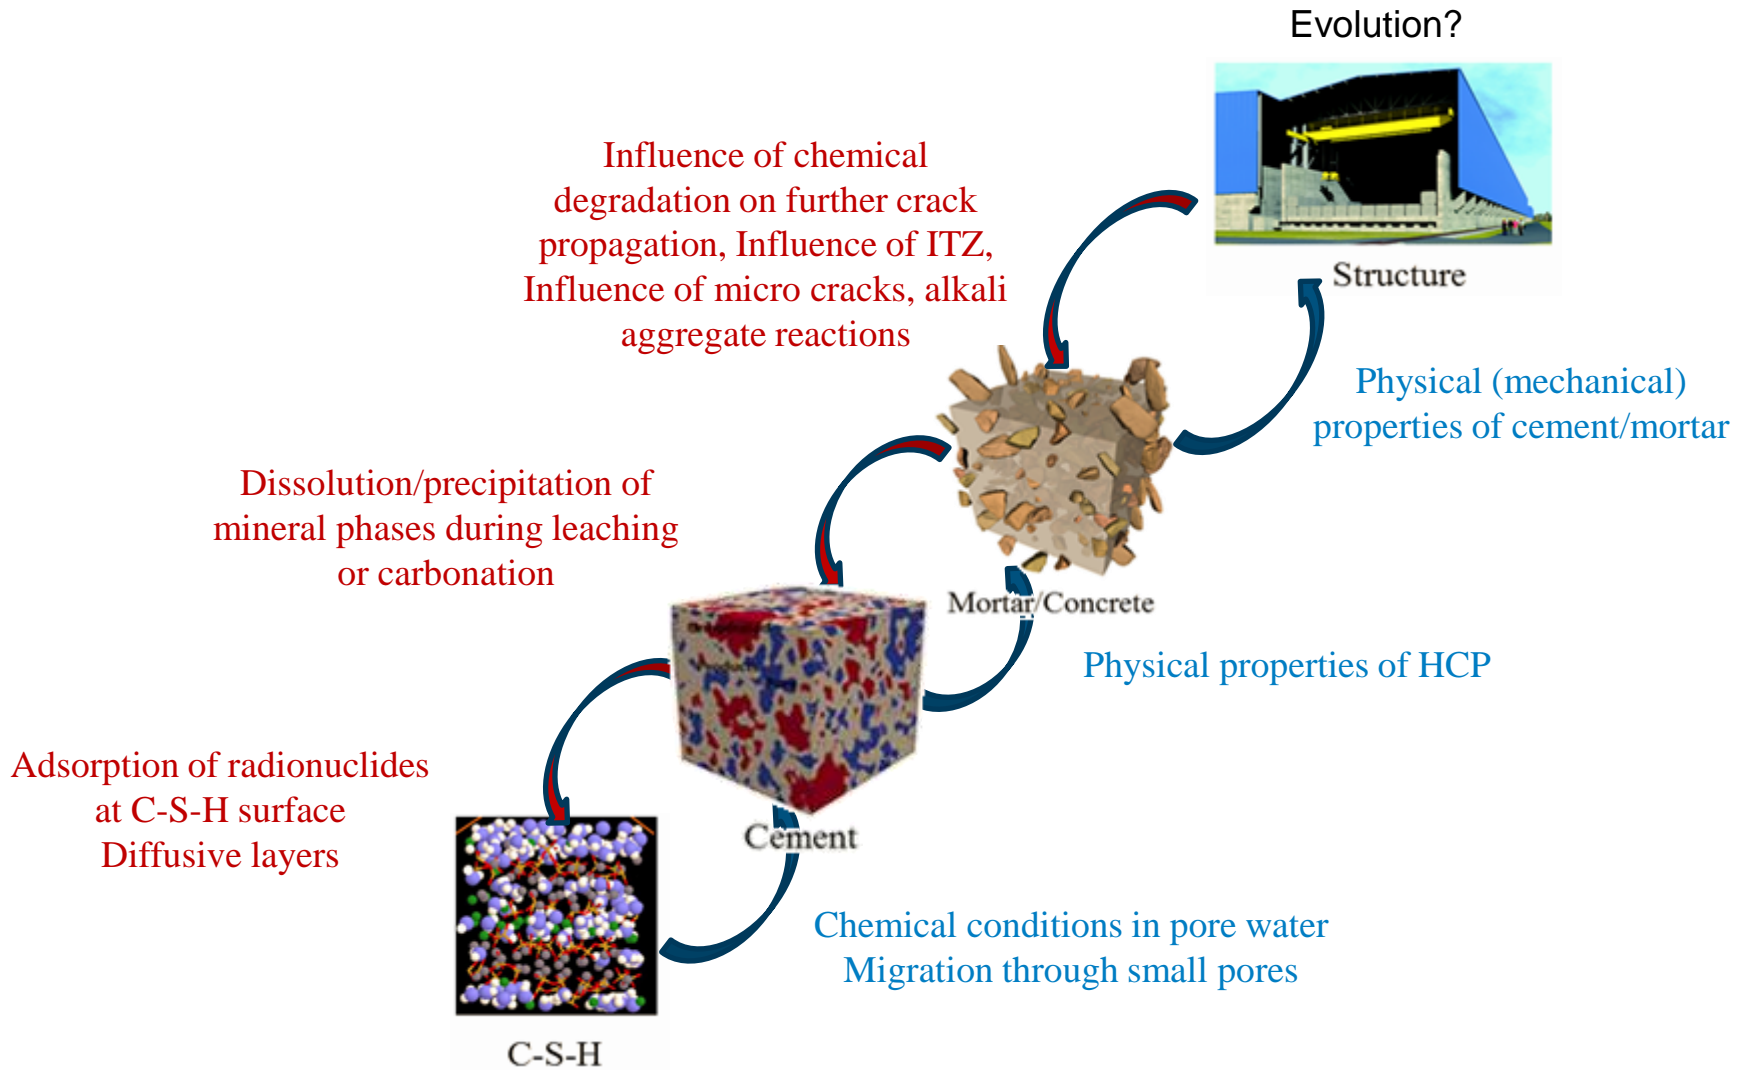 Evolution?
Structure
Influence of chemical
degradation on further crack
propagation, Influence of ITZ,
Influence of micro cracks, alkali
aggregate reactions
Physical (mechanical)
properties of cement/mortar
Mortar/Concrete
Dissolution/precipitation of
mineral phases during leaching
or carbonation
Physical properties of HCP
Cement
Adsorption of radionuclides
at C-S-H surface
Diffusive layers
Chemical conditions in pore water
Migration through small pores
C-S-H